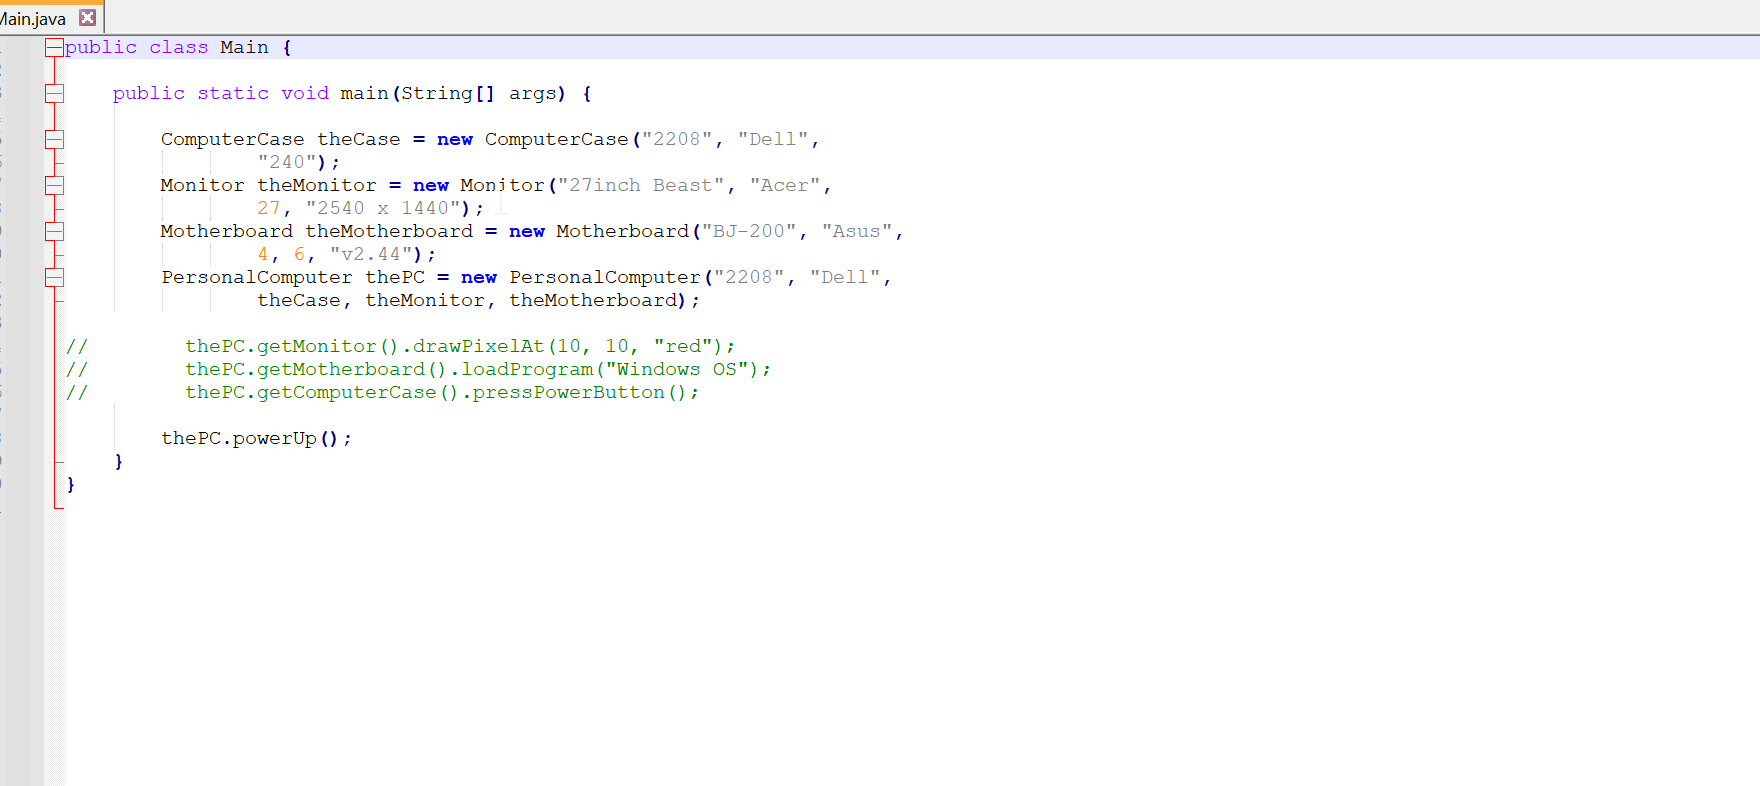 Main.java
public class Main {
public static void main(String[] args) {
ComputerCase theCase = new ComputerCase("2208", "Dell",
"240");
Monitor theMonitor = new Monitor("27inch Beast", "Acer",
27, "2540 x 1440");
Motherboard theMotherboard = new Motherboard("BJ-200", "Asus",
4, 6, "v2.44");
PersonalComputer thePC = new PersonalComputer("2208", "Dell",
theCase, theMonitor, theMotherboard);
//        thePC.getMonitor().drawPixelAt(10, 10, "red");
//        thePC.getMotherboard().loadProgram("Windows OS");
//        thePC.getComputerCase().pressPowerButton();
thePC.powerUp();
}
}